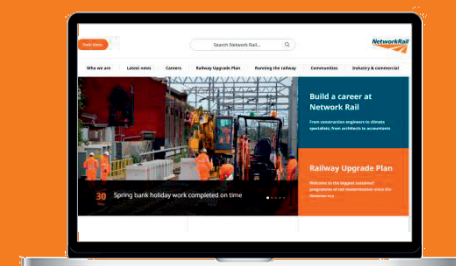 Search Network Rail...
NetworkRail
Who we are
Latest news
Careers
Railway Upgrade Plan
Running the railway
Communities
Industry & commercial
Build a career at
Network Rail
From construction engineers to climate
specialists, from architects to accountants
30
Spring bank holiday work completed on time
Railway Upgrade Plan
Welcome to the biggest sustained
programme of rail modernisation since the
Victorian era